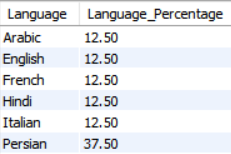 Language Language_Percentage
Arabic 12.50
English 12.50
French 12.50
Hindi 12.50
Italian 12.50
Persian 37.50